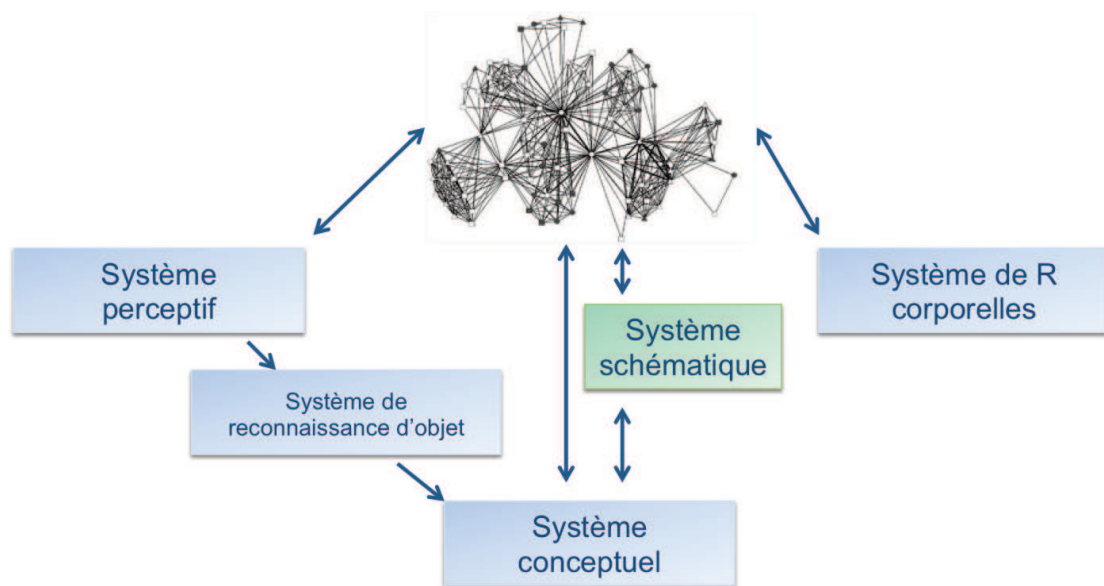 Système
perceptif
Système de R
corporelles
Système
schématique
Système de
reconnaissance d'objet
Système
conceptuel